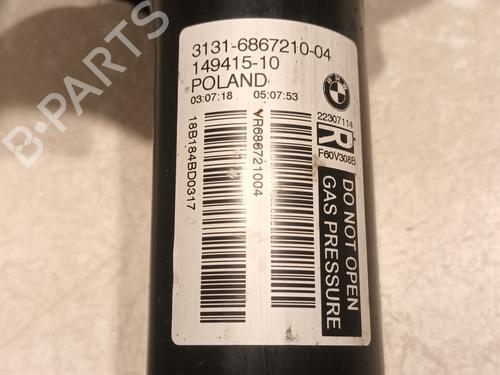 3131-6867210-04
149415-10
POLAND
03:07:18 05:07:53
BMW
22307114
R
F60V308B
VR686721004
18B184BD0317
DO NOT OPEN
GAS PRESSURE
B-Parts